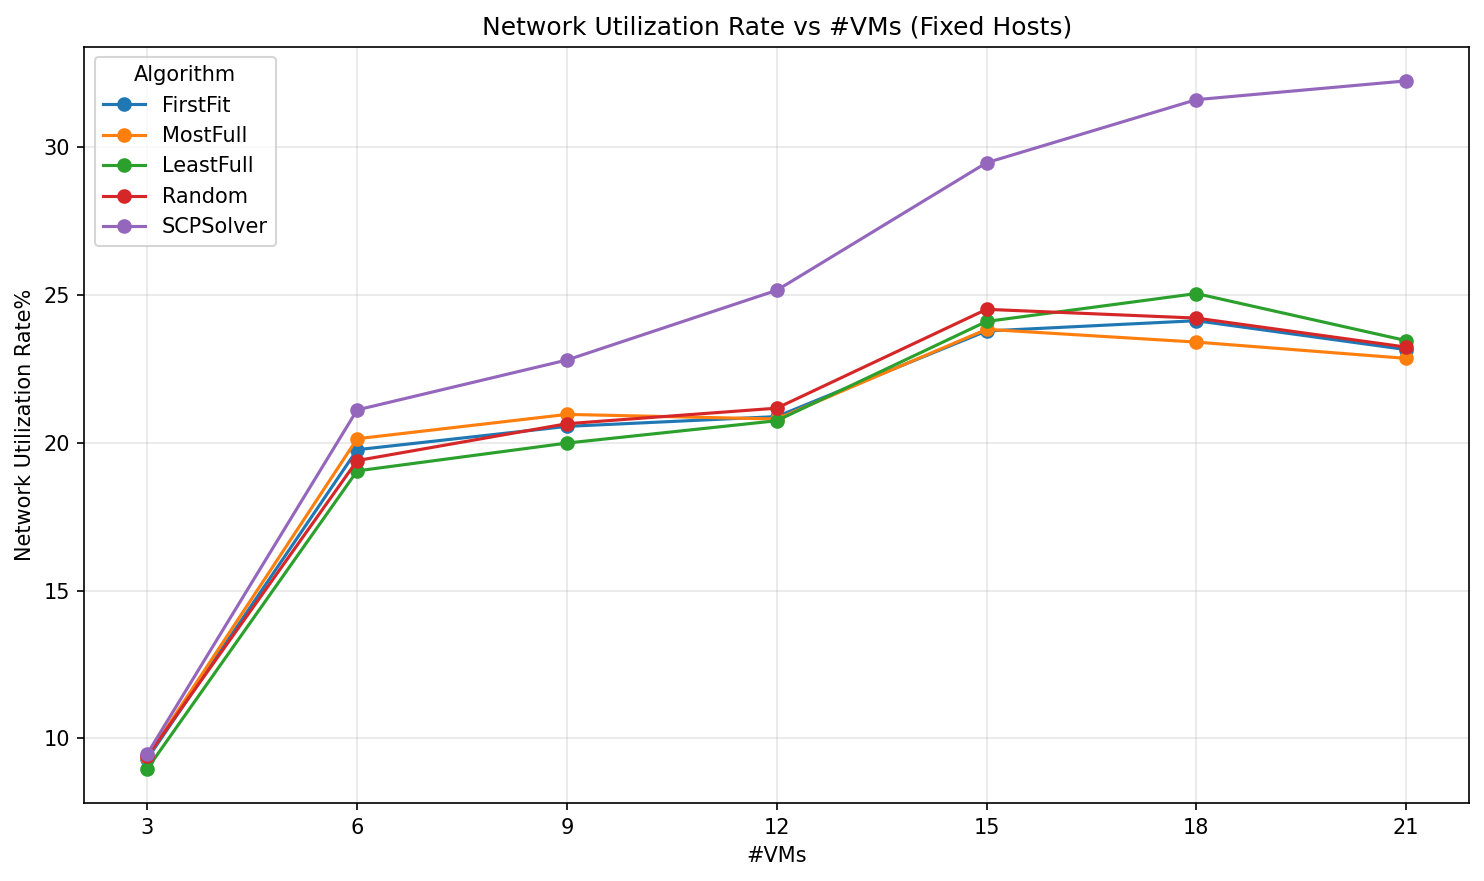 Network Utilization Rate vs #VMs (Fixed Hosts)
Algorithm
FirstFit
MostFull
LeastFull
Random
SCPSolver
Network Utilization Rate%
30
25
20
15
10
3 6 9 12 15 18 21
#VMs